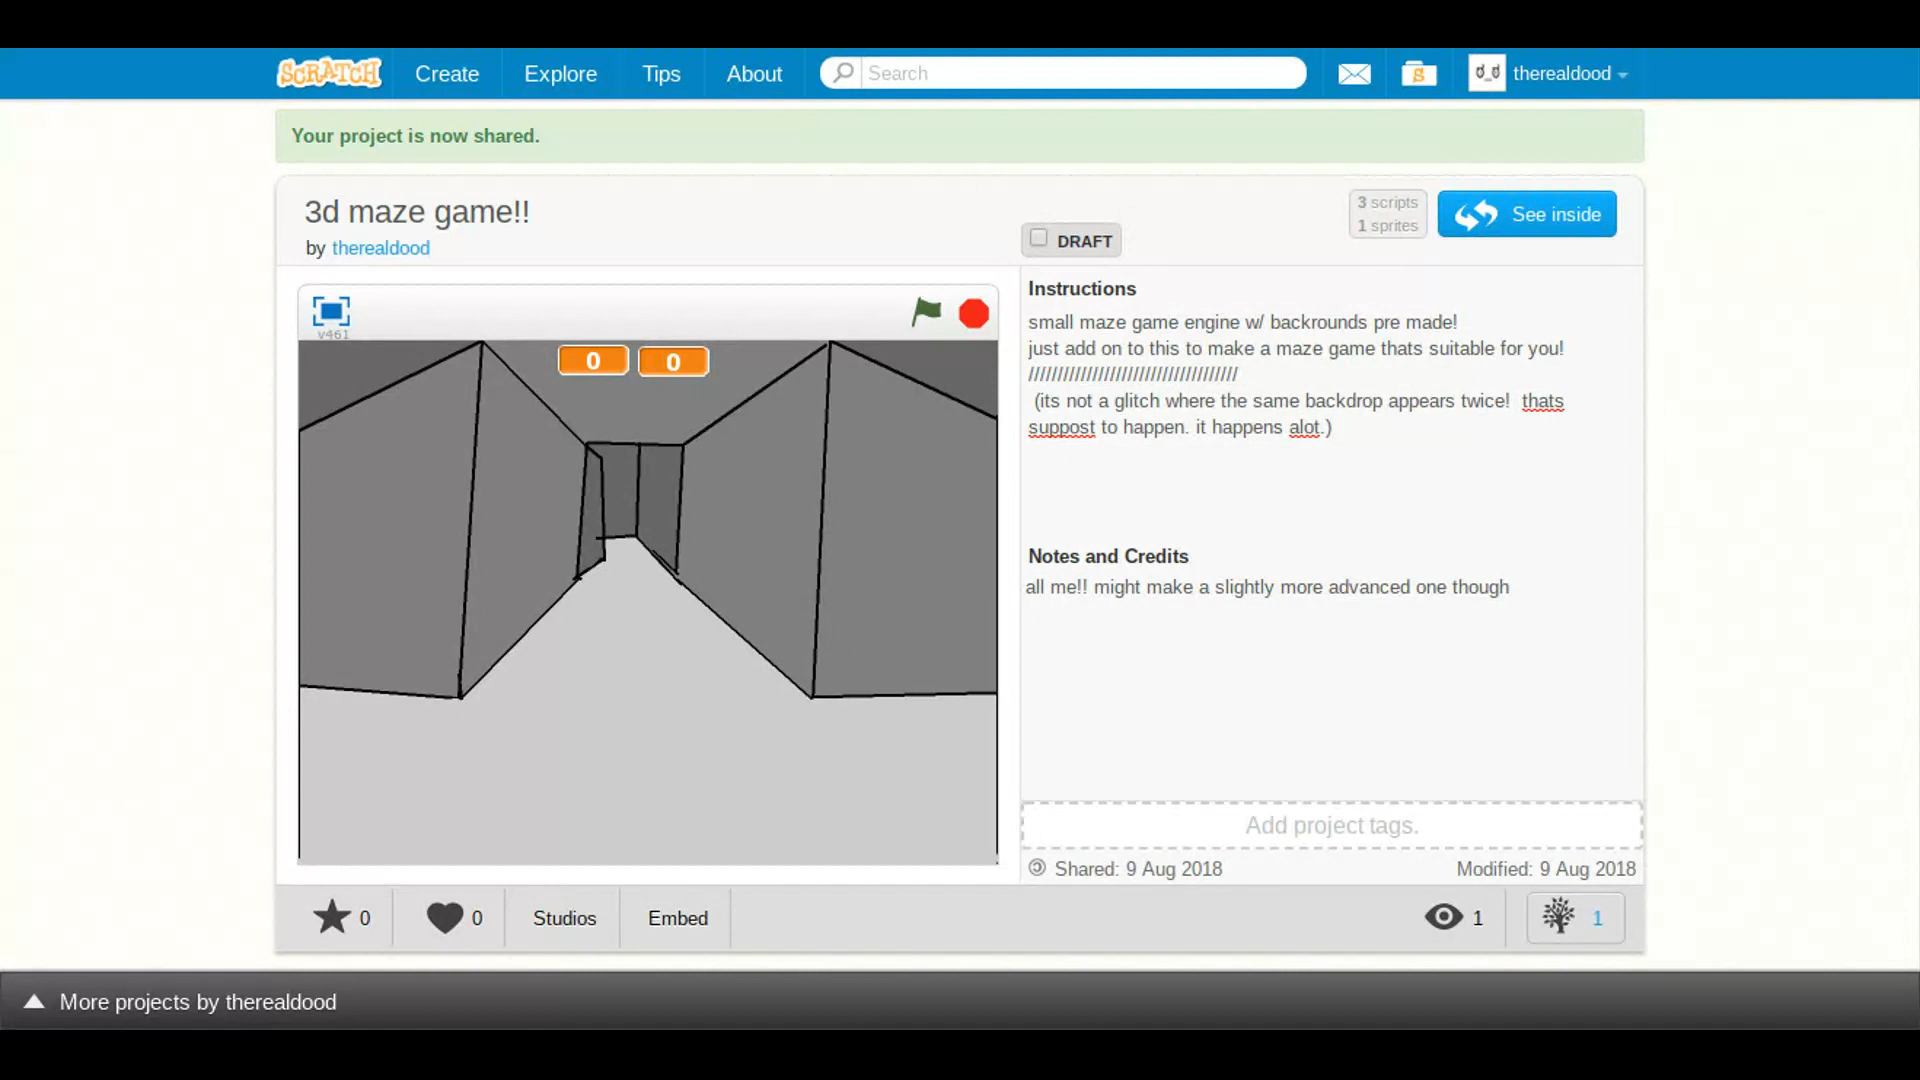 SCRATCH Create Explore Tips About Search S therealdood
Your project is now shared.
3d maze game!!
by therealdood
DRAFT
3 scripts
1 sprites
See inside
v461
0 0
Instructions
small maze game engine w/ backrounds pre made!
just add on to this to make a maze game thats suitable for you!
///////////////////////////////////
(its not a glitch where the same backdrop appears twice! thats
suppost to happen. it happens alot.)
Notes and Credits
all me!! might make a slightly more advanced one though
Add project tags.
Shared: 9 Aug 2018 Modified: 9 Aug 2018
0 0 Studios Embed 1 1
More projects by therealdood